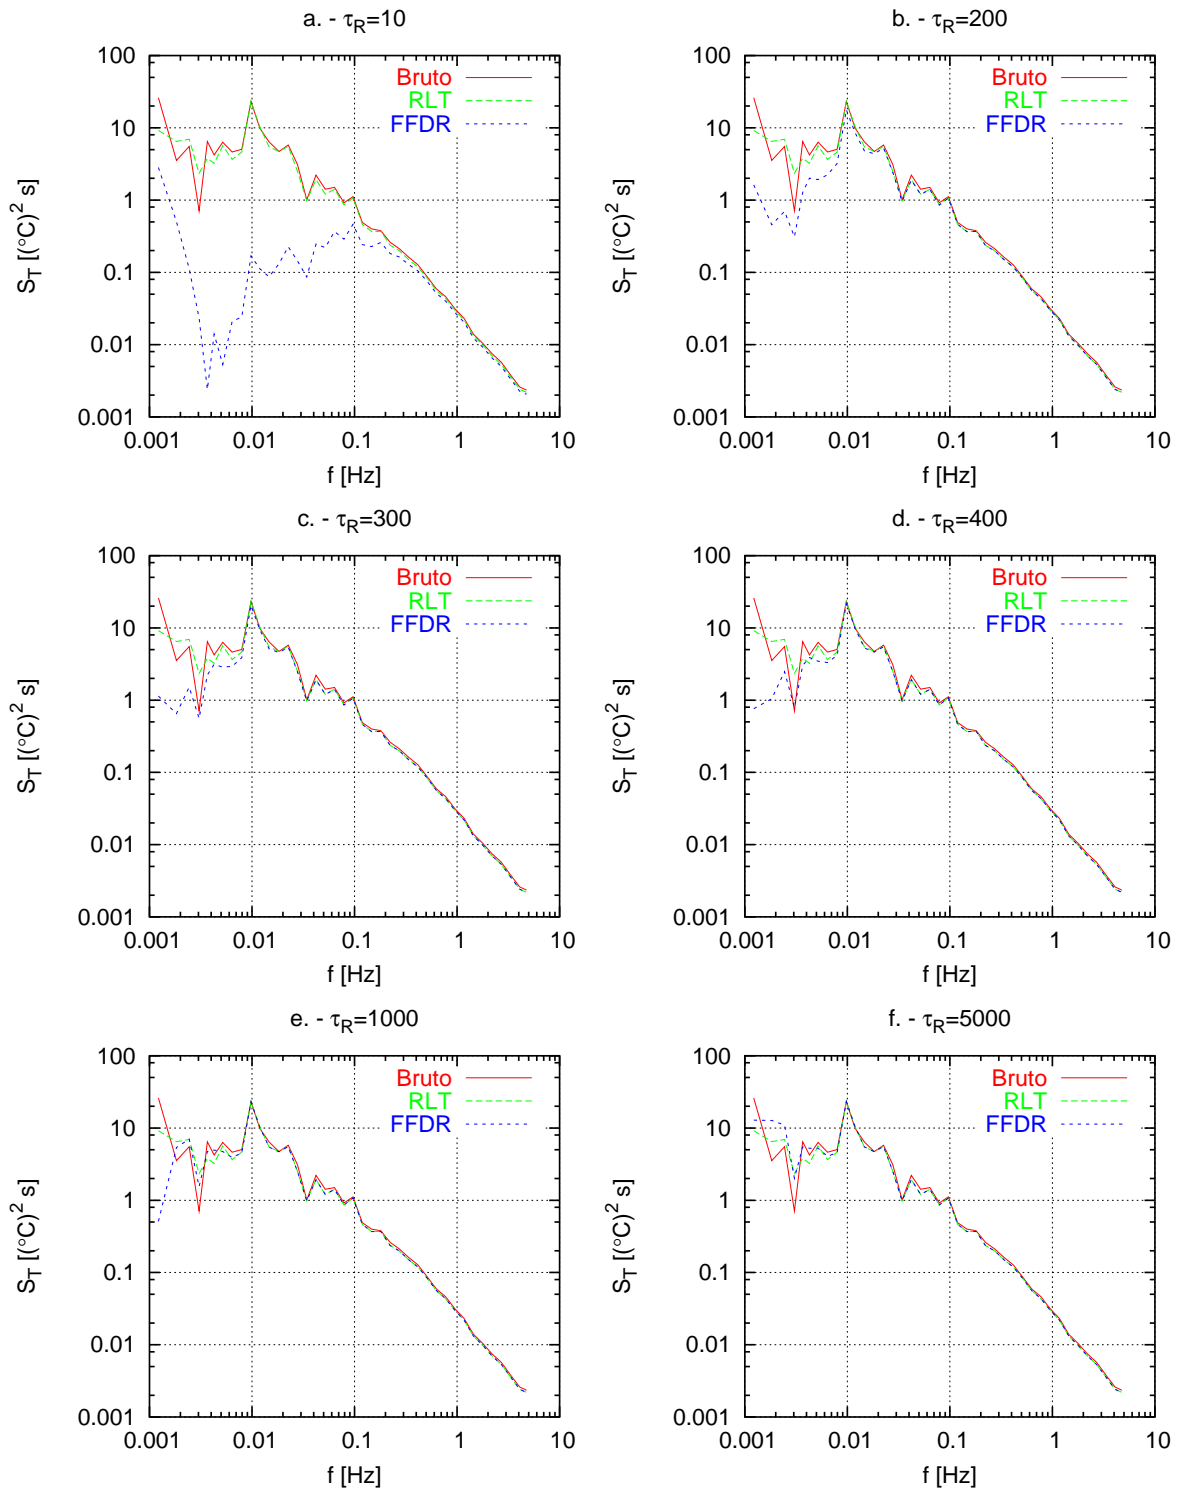 a. - τR=10
100
10
1
0.1
0.01
0.001
0.001 0.01 0.1 1 10
ST [(°C)2 s]
f [Hz]
Bruto
RLT
FFDR
b. - τR=200
100
10
1
0.1
0.01
0.001
0.001 0.01 0.1 1 10
ST [(°C)2 s]
f [Hz]
Bruto
RLT
FFDR
c. - τR=300
100
10
1
0.1
0.01
0.001
0.001 0.01 0.1 1 10
ST [(°C)2 s]
f [Hz]
Bruto
RLT
FFDR
d. - τR=400
100
10
1
0.1
0.01
0.001
0.001 0.01 0.1 1 10
ST [(°C)2 s]
f [Hz]
Bruto
RLT
FFDR
e. - τR=1000
100
10
1
0.1
0.01
0.001
0.001 0.01 0.1 1 10
ST [(°C)2 s]
f [Hz]
Bruto
RLT
FFDR
f. - τR=5000
100
10
1
0.1
0.01
0.001
0.001 0.01 0.1 1 10
ST [(°C)2 s]
f [Hz]
Bruto
RLT
FFDR